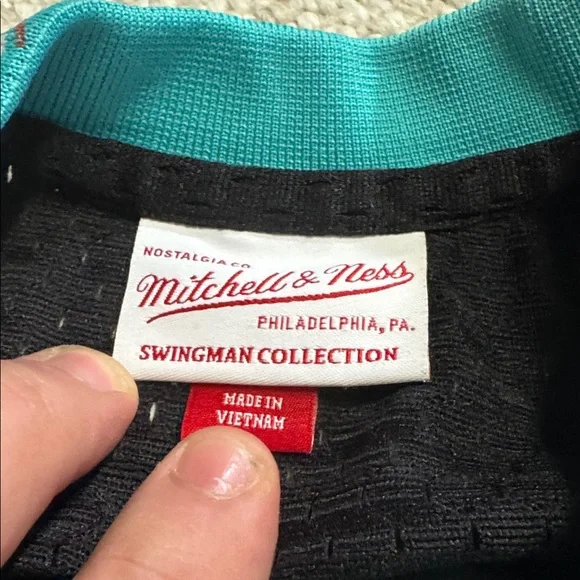 NOSTALGIA CO.
Mitchell & Ness
PHILADELPHIA, PA.
SWINGMAN COLLECTION
MADE IN
VIETNAM